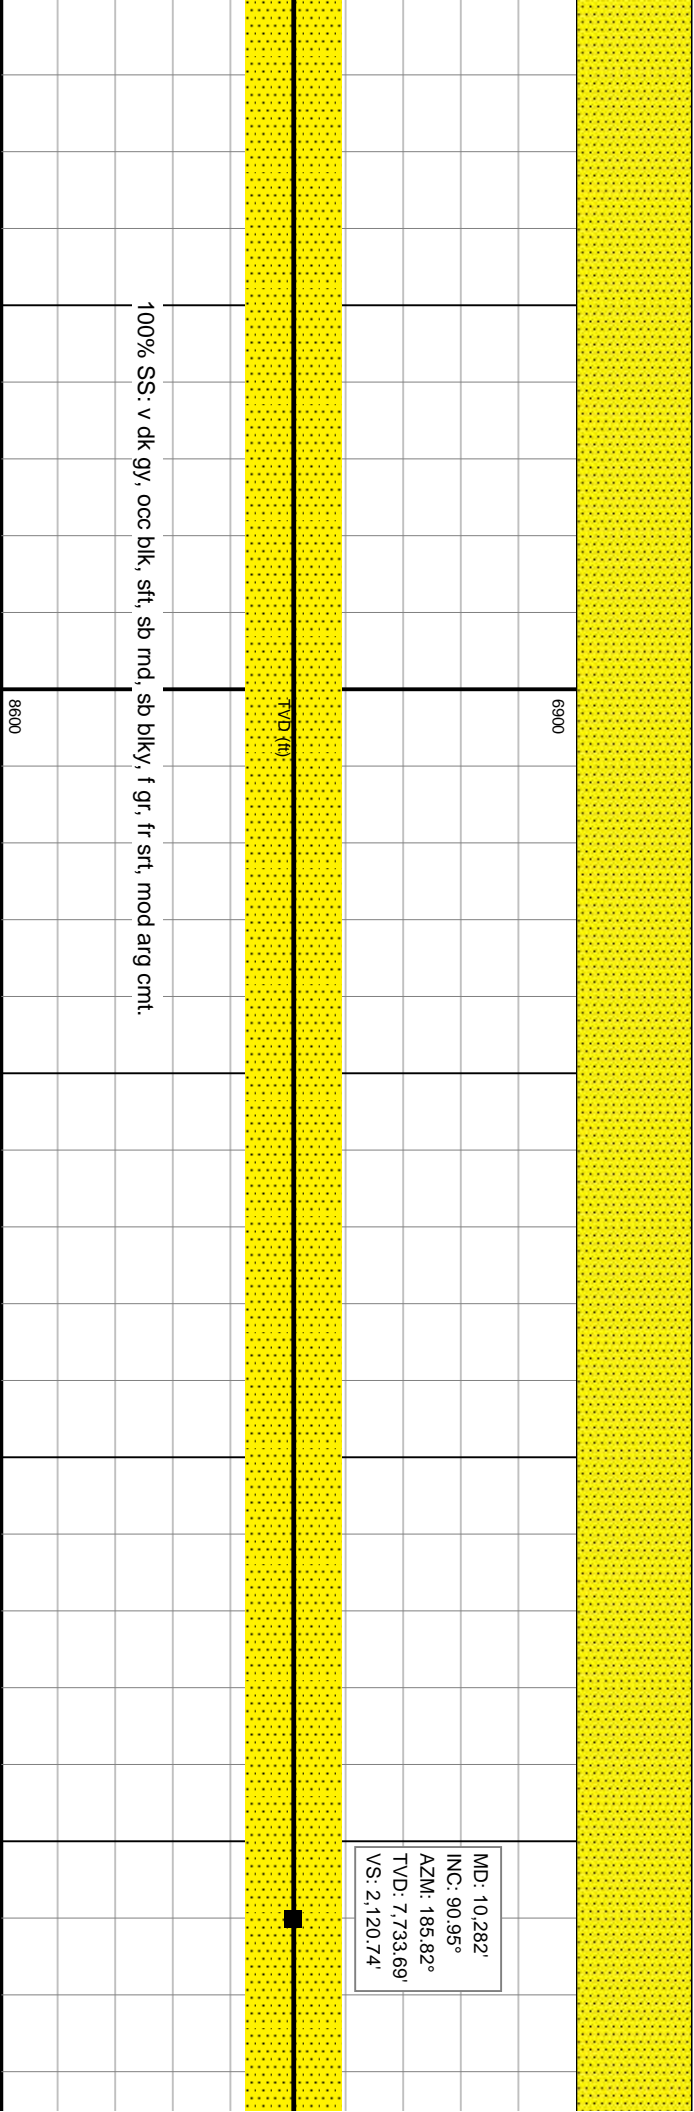 6900
TVD (ft)
8600
100% SS: v dk gy, occ blk, sft, sb rnd, sb blky, f gr, fr srt, mod arg cmt.
MD: 10,282'
INC: 90.95°
AZM: 185.82°
TVD: 7,733.69'
VS: 2,120.74'